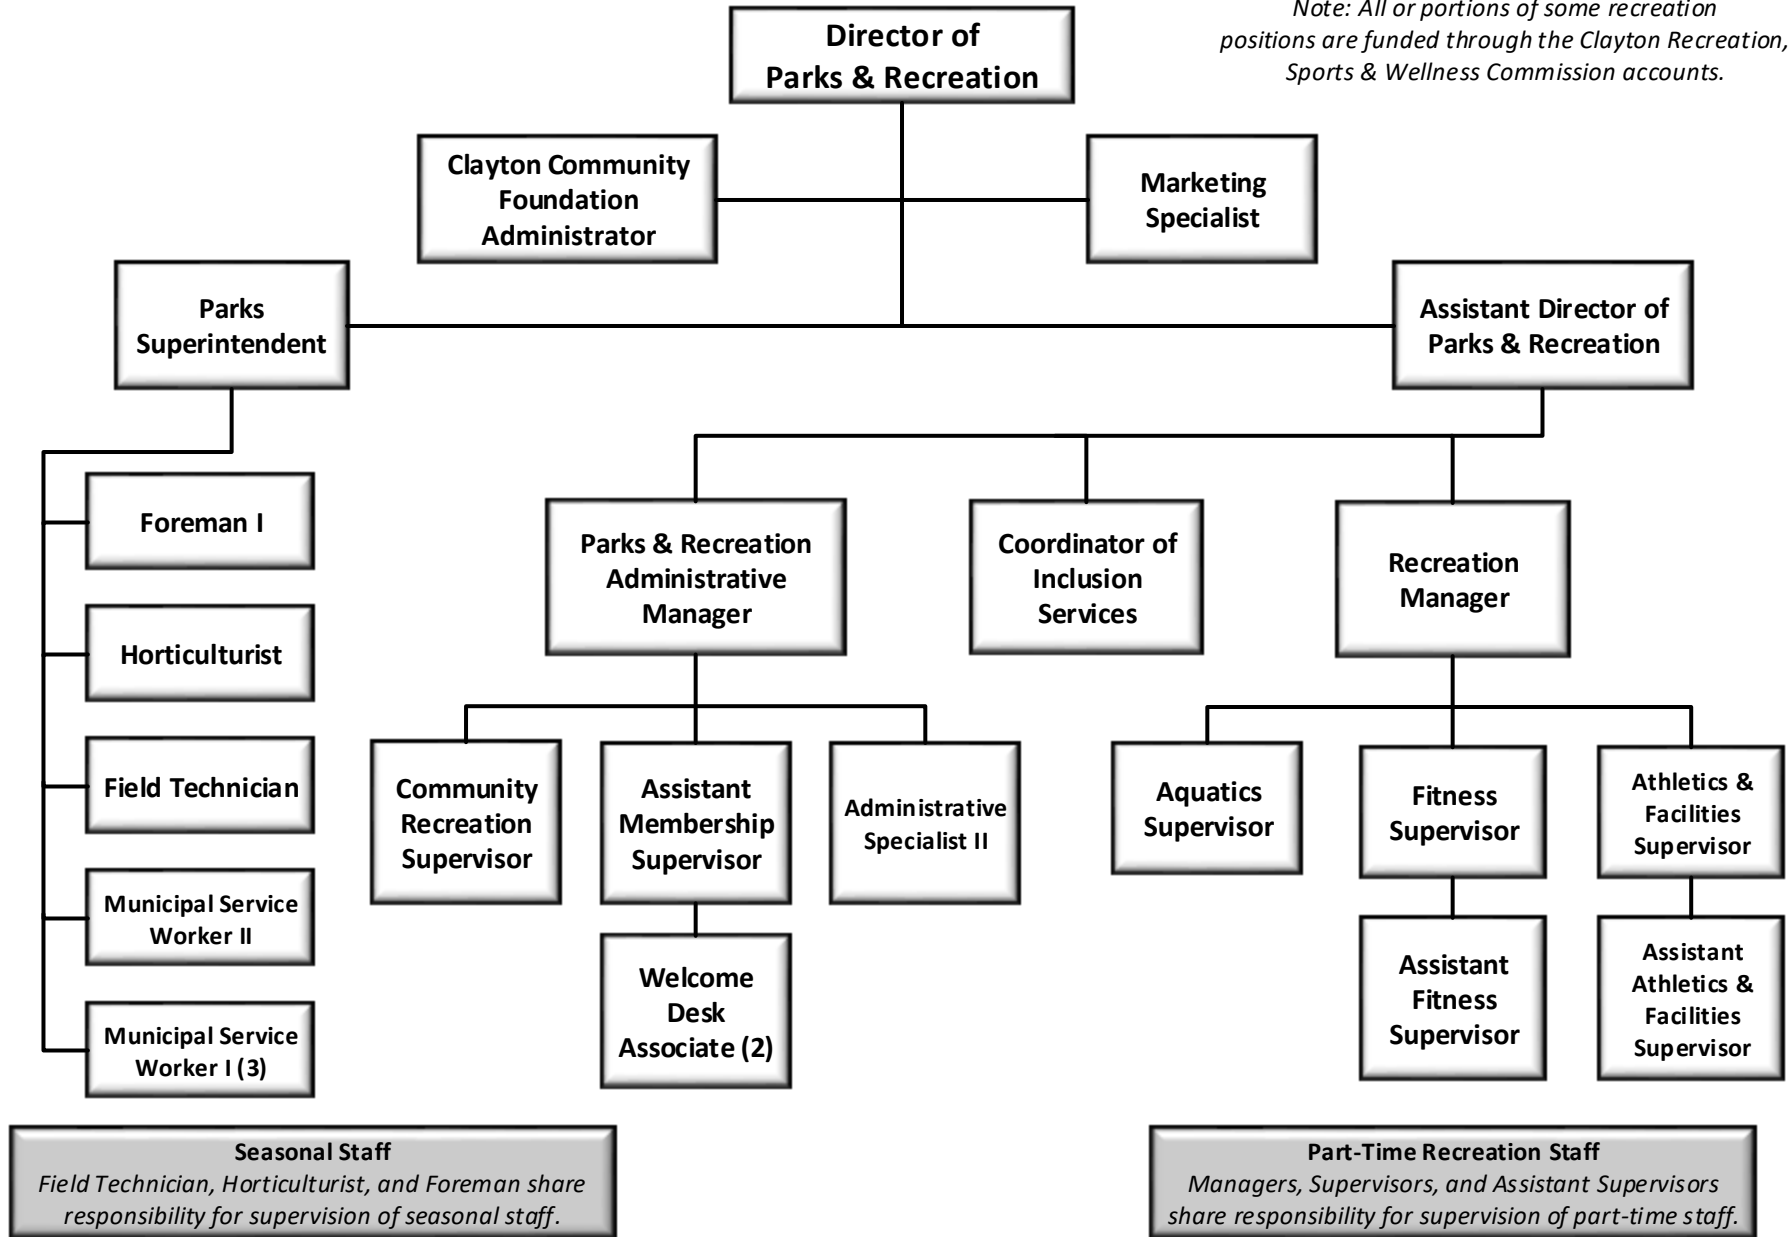 Director of
Parks & Recreation
Note: All or portions of some recreation
positions are funded through the Clayton Recreation,
Sports & Wellness Commission accounts.
Clayton Community
Foundation
Administrator
Marketing
Specialist
Parks
Superintendent
Assistant Director of
Parks & Recreation
Foreman I
Horticulturist
Field Technician
Municipal Service
Worker II
Municipal Service
Worker I (3)
Parks & Recreation
Administrative
Manager
Coordinator of
Inclusion
Services
Recreation
Manager
Community
Recreation
Supervisor
Assistant
Membership
Supervisor
Administrative
Specialist II
Welcome
Desk
Associate (2)
Aquatics
Supervisor
Fitness
Supervisor
Athletics &
Facilities
Supervisor
Assistant
Fitness
Supervisor
Assistant
Athletics &
Facilities
Supervisor
Seasonal Staff
Field Technician, Horticulturist, and Foreman share
responsibility for supervision of seasonal staff.
Part-Time Recreation Staff
Managers, Supervisors, and Assistant Supervisors
share responsibility for supervision of part-time staff.